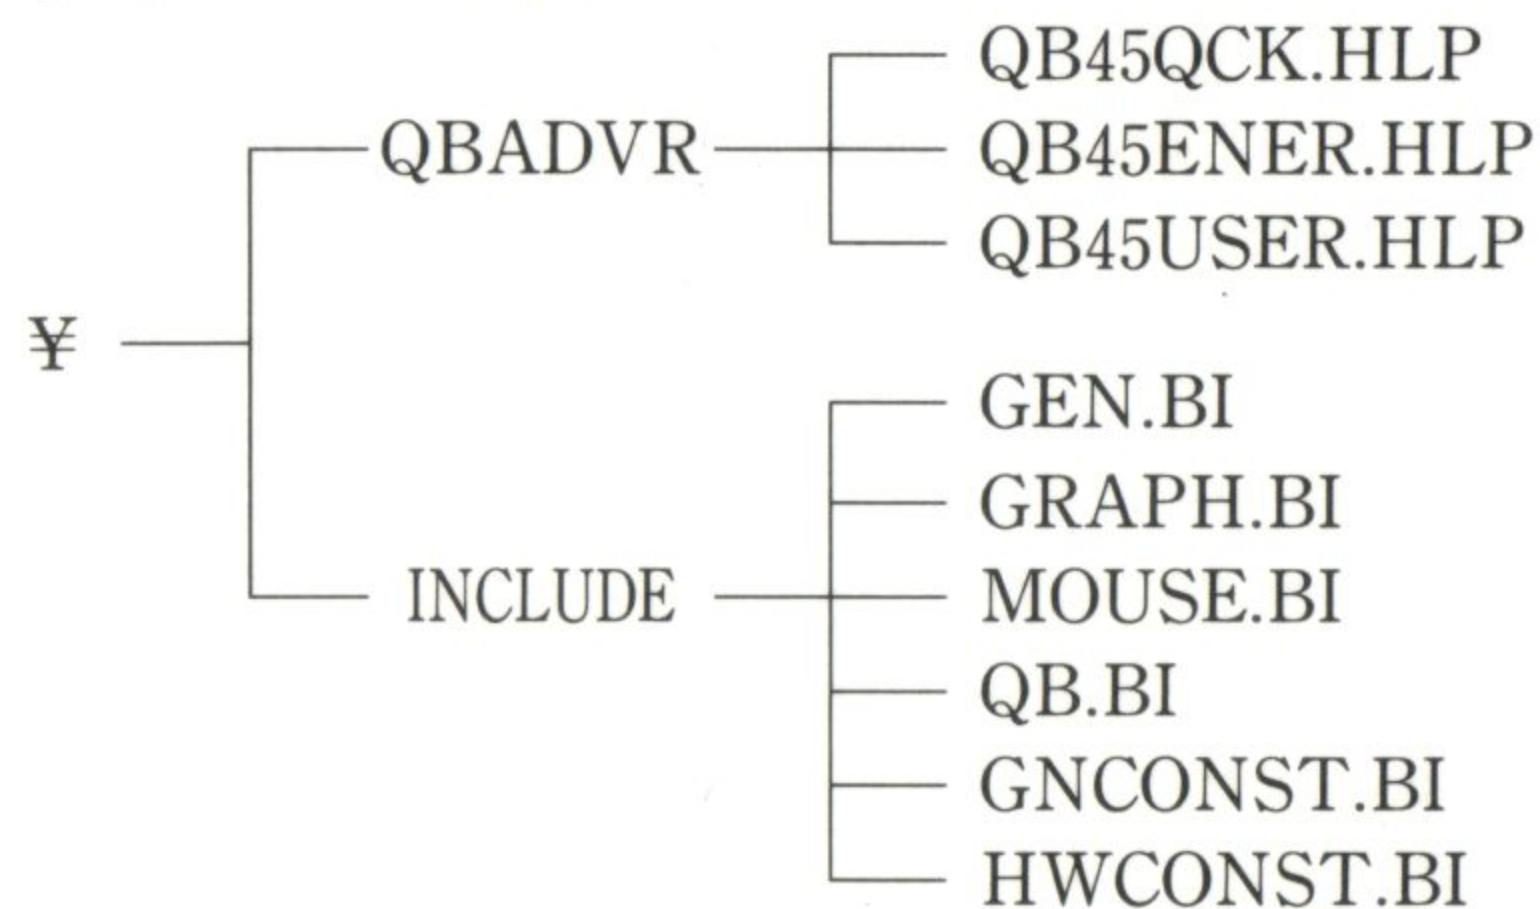 QB45QCK.HLP
QBADVR QB45ENER.HLP
QB45USER.HLP
¥
GEN.BI
GRAPH.BI
INCLUDE MOUSE.BI
QB.BI
GNCONST.BI
HWCONST.BI